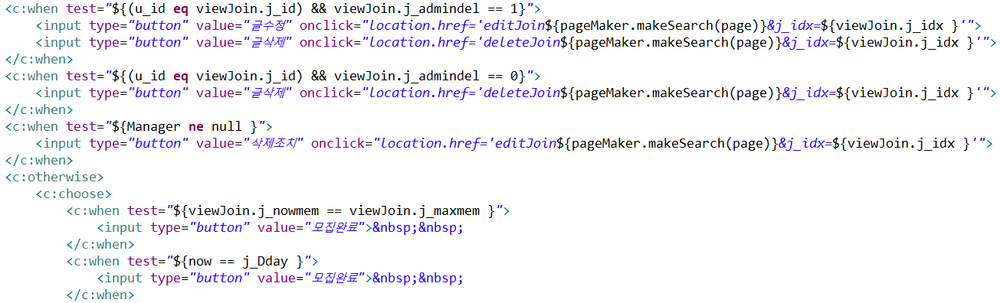 <c:when test="${(u_id eq viewJoin.j_id) && viewJoin.j_admindel == 1}">
    <input type="button" value="글수정" onclick="location.href='editJoin${pageMaker.makeSearch(page)}&j_idx=${viewJoin.j_idx }'">
    <input type="button" value="글삭제" onclick="location.href='deleteJoin${pageMaker.makeSearch(page)}&j_idx=${viewJoin.j_idx }'">
</c:when>
<c:when test="${(u_id eq viewJoin.j_id) && viewJoin.j_admindel == 0}">
    <input type="button" value="글삭제" onclick="location.href='deleteJoin${pageMaker.makeSearch(page)}&j_idx=${viewJoin.j_idx }'">
</c:when>
<c:when test="${Manager ne null }">
    <input type="button" value="삭제조치" onclick="location.href='editJoin${pageMaker.makeSearch(page)}&j_idx=${viewJoin.j_idx }'">
</c:when>
<c:otherwise>
    <c:choose>
        <c:when test="${viewJoin.j_nowmem == viewJoin.j_maxmem }">
            <input type="button" value="모집완료">&nbsp;&nbsp;
        </c:when>
        <c:when test="${now == j_Dday }">
            <input type="button" value="모집완료">&nbsp;&nbsp;
        </c:when>